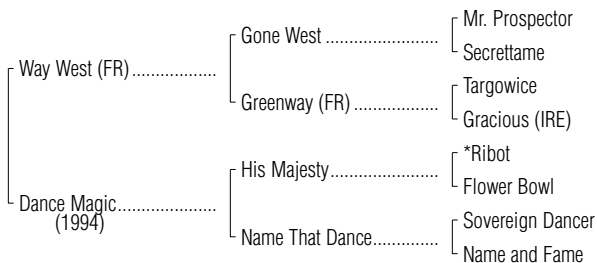 Mr. Prospector
Gone West ........................
Secrettame
Way West (FR) ..................
Targowice
Greenway (FR) ..................
Gracious (IRE)
*Ribot
His Majesty.......................
Flower Bowl
Dance Magic.....................
(1994)
Sovereign Dancer
Name That Dance..............
Name and Fame